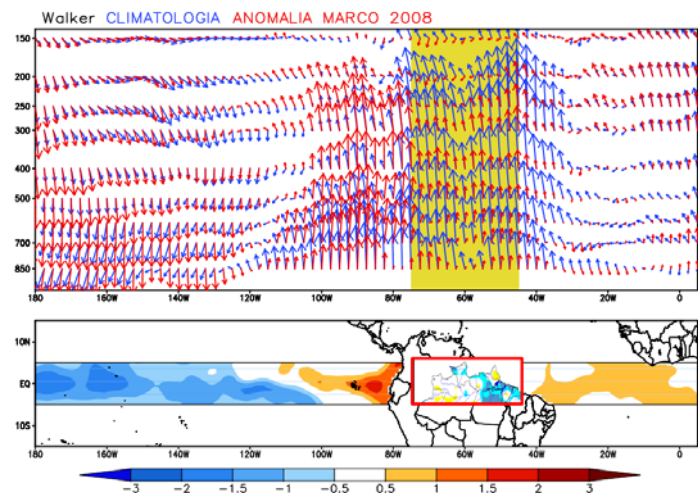 Walker CLIMATOLOGIA ANOMALIA MARCO 2008
150
200
250
300
400
500
700
850
180 160W 140W 120W 100W 80W 60W 40W 20W 0
10N
EQ
10S
180 160W 140W 120W 100W 80W 60W 40W 20W 0
-3 -2 -1.5 -1 -0.5 0.5 1 1.5 2 3